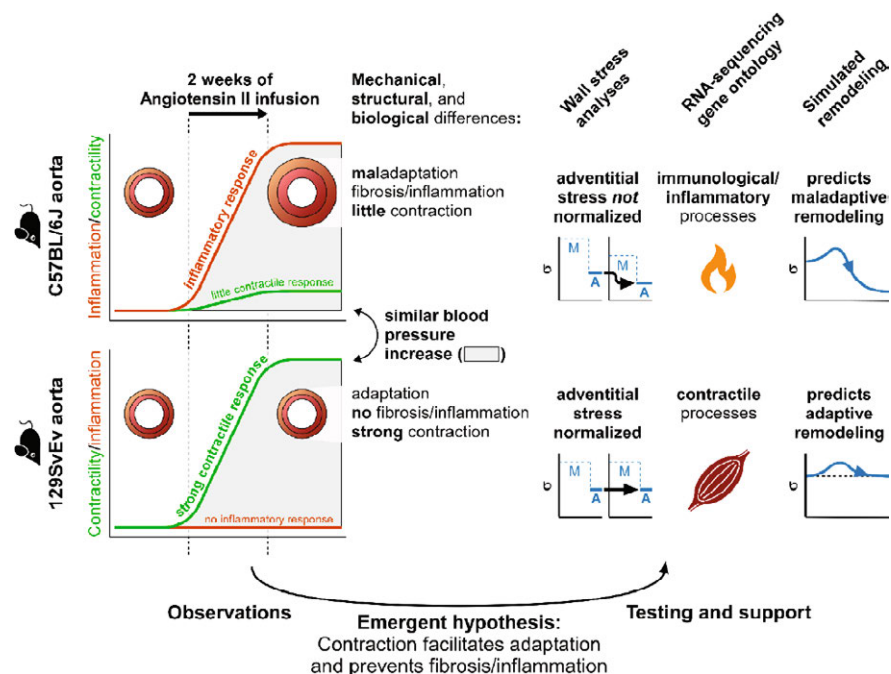 2 weeks of
Angiotensin II infusion
Mechanical,
structural, and
biological differences:
Wall stress
analyses
RNA-sequencing
gene ontology
Simulated
remodeling
C57BL/6J aorta
Inflammation/contractility
inflammatory response
little contractile response
maladaptation
fibrosis/inflammation
little contraction
adventitial
stress not
normalized
σ
M
A
M
A
immunological/
inflammatory
processes
predicts
maladaptive
remodeling
σ
similar blood
pressure
increase ( )
129SvEv aorta
Contractility/inflammation
strong contractile response
no inflammatory response
adaptation
no fibrosis/inflammation
strong contraction
adventitial
stress
normalized
σ
M
A
M
A
contractile
processes
predicts
adaptive
remodeling
σ
Observations
Emergent hypothesis:
Contraction facilitates adaptation
and prevents fibrosis/inflammation
Testing and support